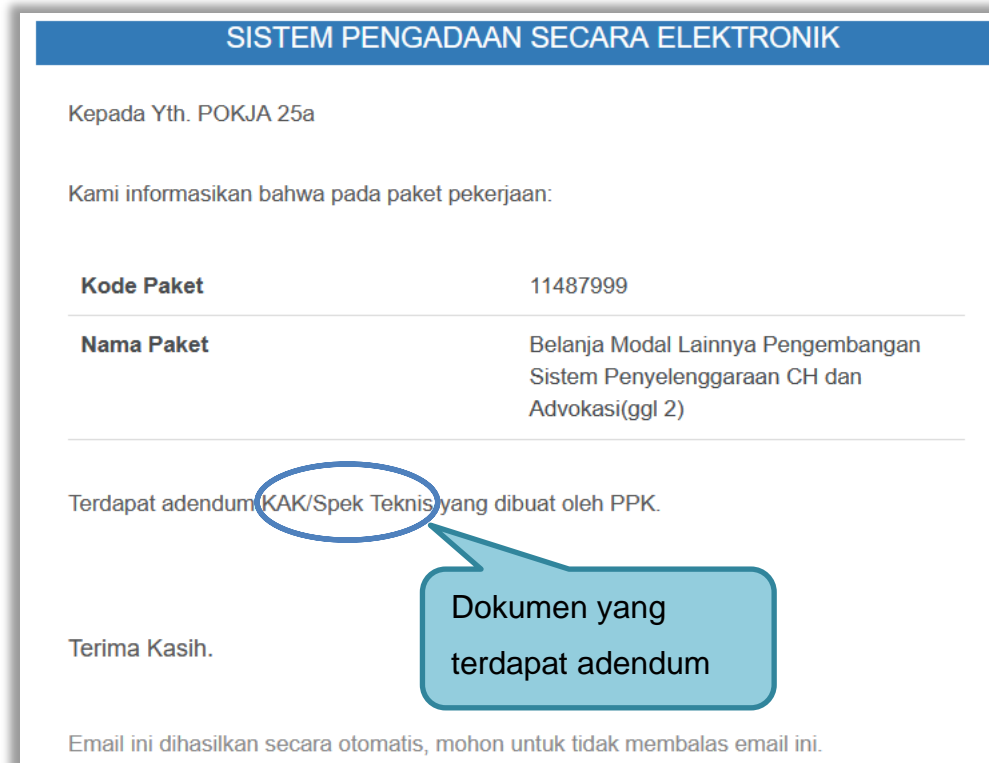 SISTEM PENGADAAN SECARA ELEKTRONIK
Kepada Yth. POKJA 25a
Kami informasikan bahwa pada paket pekerjaan:
Kode Paket 11487999
Nama Paket Belanja Modal Lainnya Pengembangan
Sistem Penyelenggaraan CH dan
Advokasi(ggl 2)
Terdapat adendum KAK/Spek Teknis yang dibuat oleh PPK.
Dokumen yang
terdapat adendum
Terima Kasih.
Email ini dihasilkan secara otomatis, mohon untuk tidak membalas email ini.